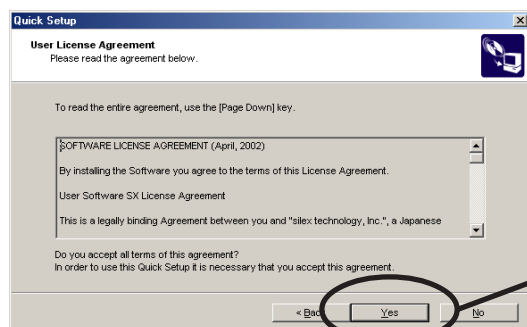 Quick Setup
User License Agreement
Please read the agreement below.
To read the entire agreement, use the [Page Down] key.
SOFTWARE LICENSE AGREEMENT (April, 2002)
By installing the Software you agree to the terms of this License Agreement.
User Software SX License Agreement
This is a legally binding Agreement between you and "silex technology, Inc.", a Japanese
Do you accept all terms of this agreement?
In order to use this Quick Setup it is necessary that you accept this agreement.
< Bac
Yes
No